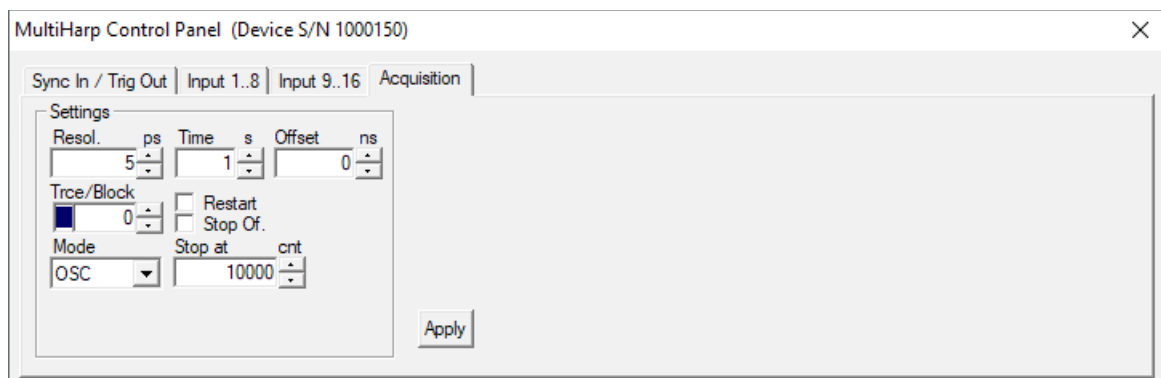 MultiHarp Control Panel (Device S/N 1000150)
Sync In / Trig Out Input 1..8 Input 9..16 Acquisition
Settings
Resol. ps Time s Offset ns
5 1 0
Trce/Block
0 Restart
Stop Of.
Mode Stop at cnt
OSC 10000
Apply